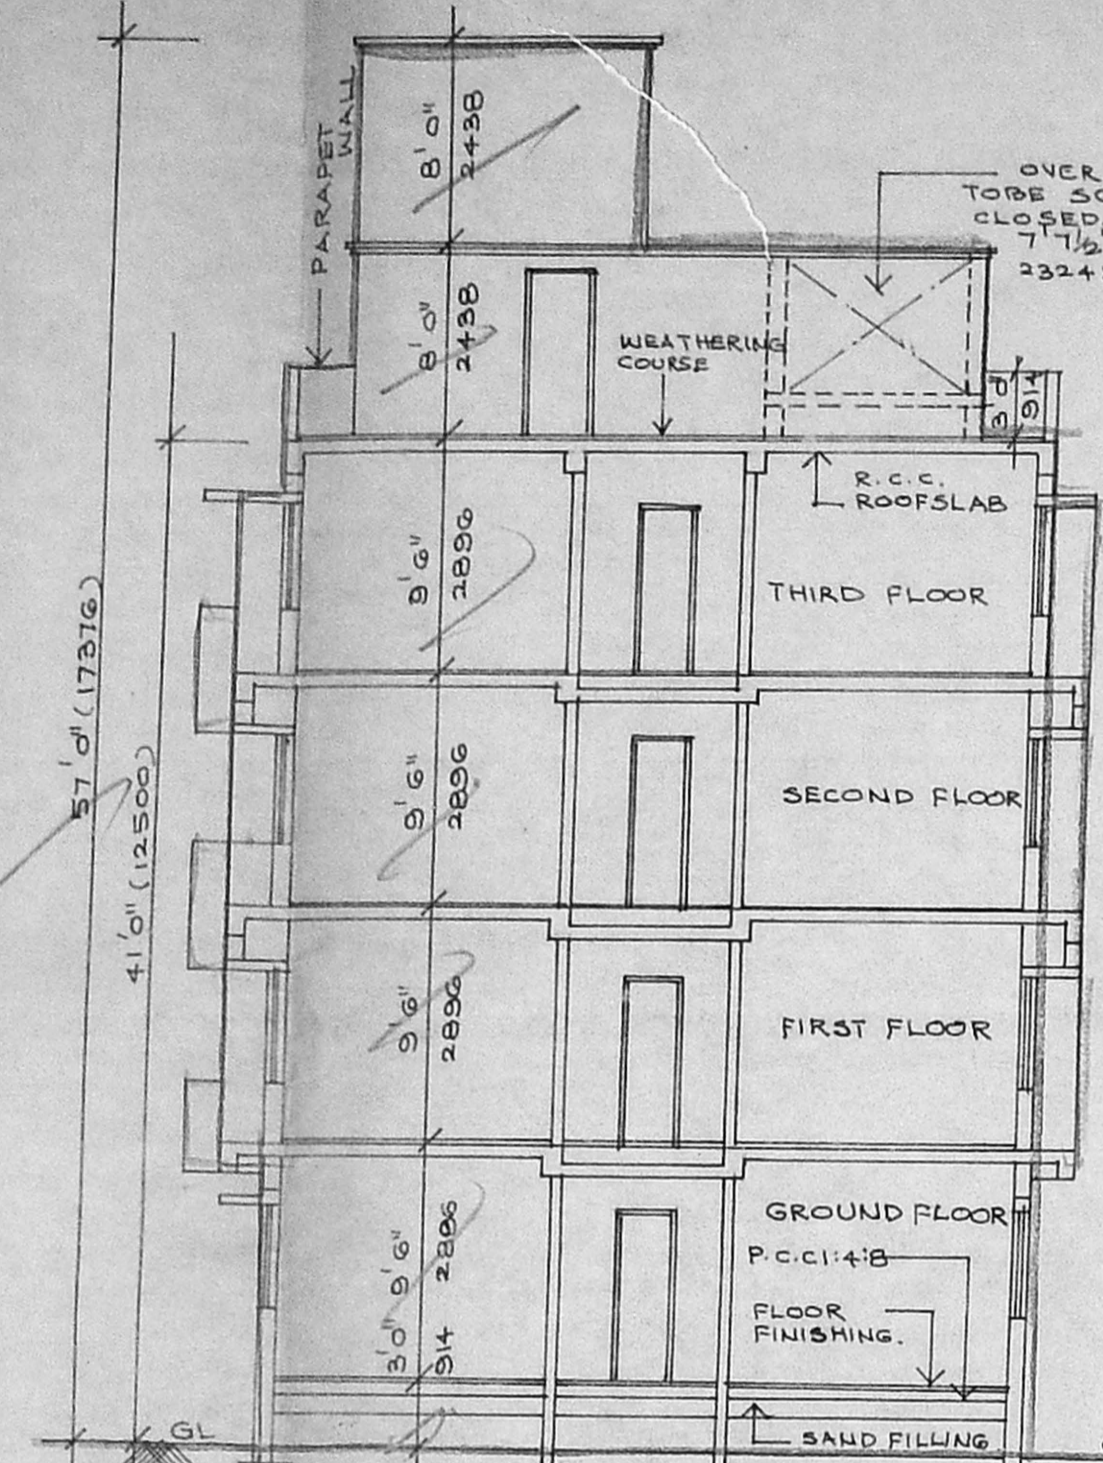 PARAPET
WALL
8'0"
2438
OVER
TOBE SO
CLOSED
7'7½
2324
8'0"
2438
WEATHERING
COURSE
3'0"
914
R.C.C.
ROOFSLAB
9'6"
2896
THIRD FLOOR
57'0" (17376)
41'0" (12500)
9'6"
2896
SECOND FLOOR
9'6"
2896
FIRST FLOOR
9'6"
2896
GROUND FLOOR
P.C.C1:4:8
FLOOR
FINISHING.
3'0"
914
GL
SAND FILLING